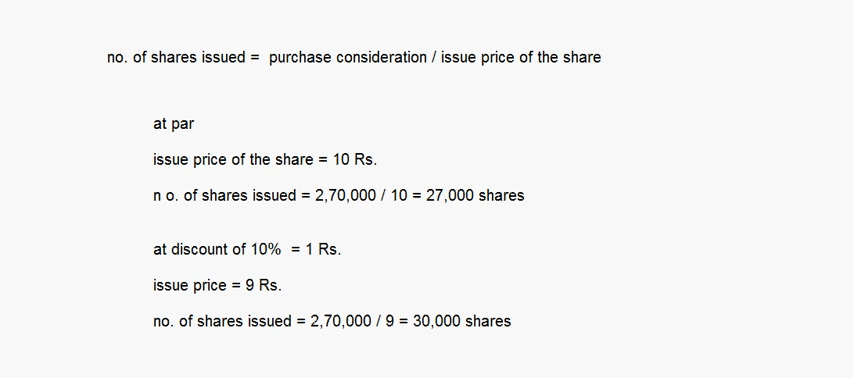 no. of shares issued = purchase consideration / issue price of the share
at par
issue price of the share = 10 Rs.
n o. of shares issued = 2,70,000 / 10 = 27,000 shares
at discount of 10% = 1 Rs.
issue price = 9 Rs.
no. of shares issued = 2,70,000 / 9 = 30,000 shares